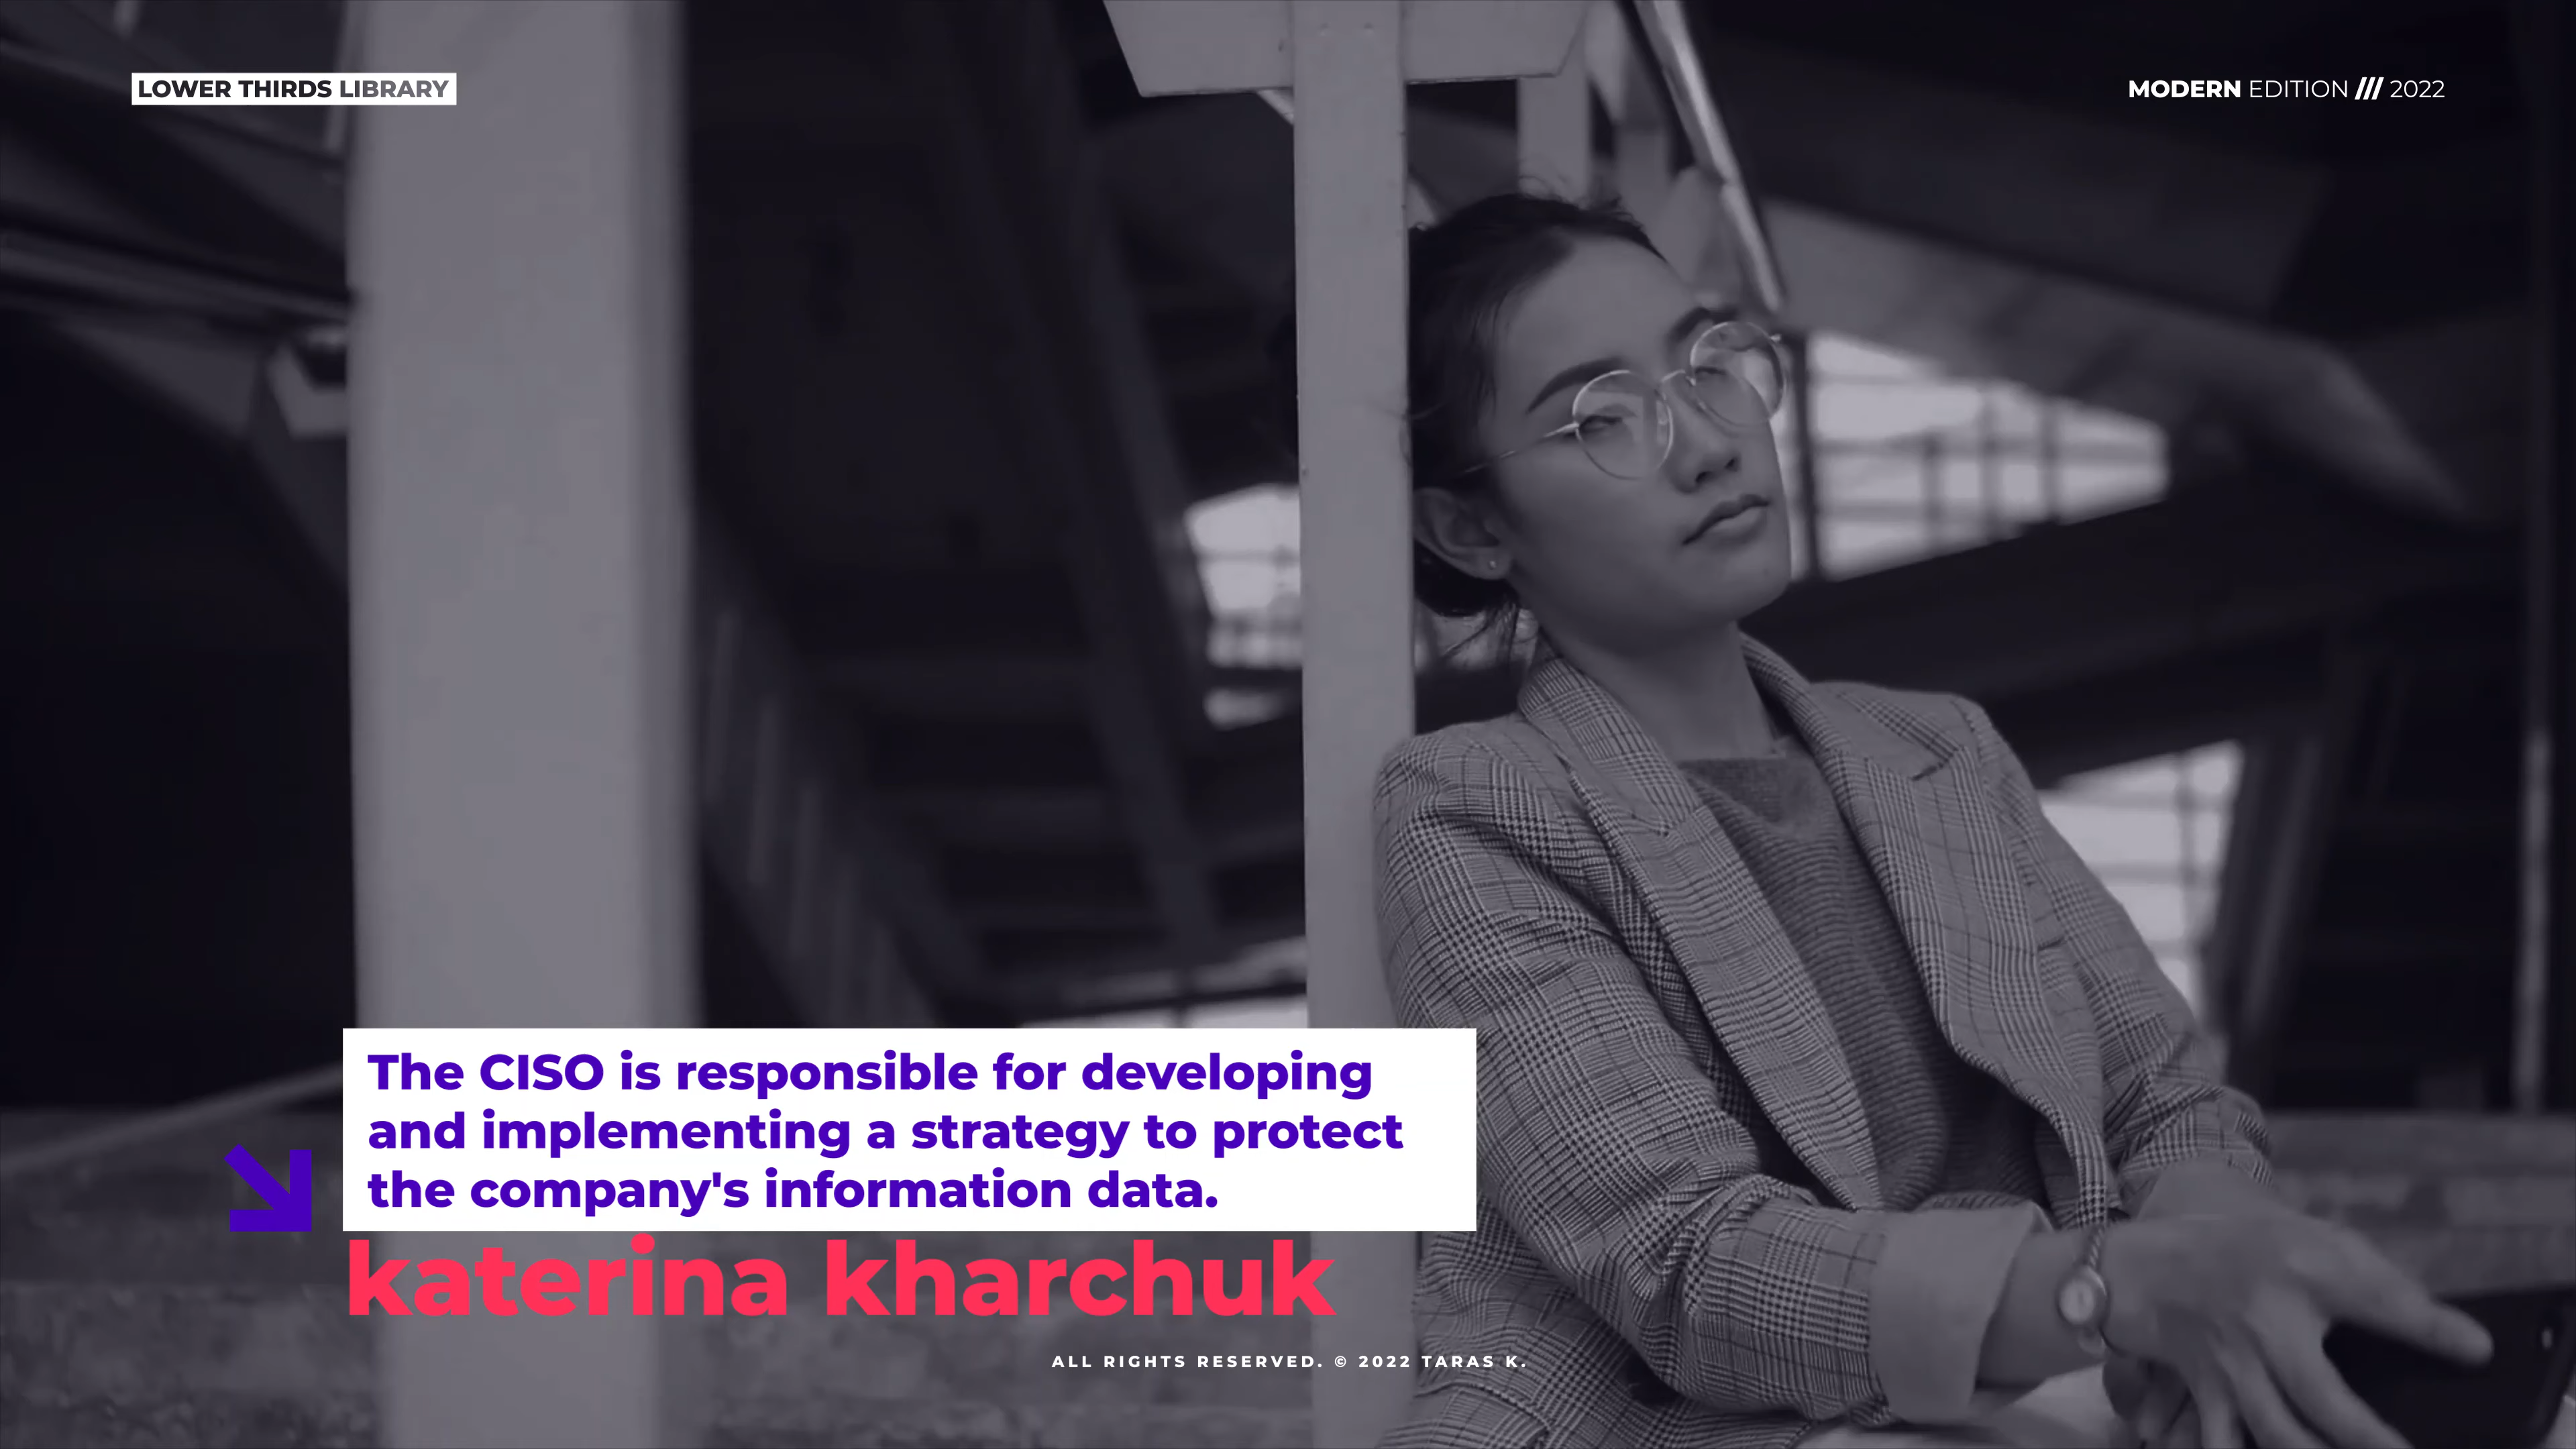 LOWER THIRDS LIBRARY
MODERN EDITION /// 2022
The CISO is responsible for developing
and implementing a strategy to protect
the company's information data.
katerina kharchuk
ALL RIGHTS RESERVED. © 2022 TARAS K.